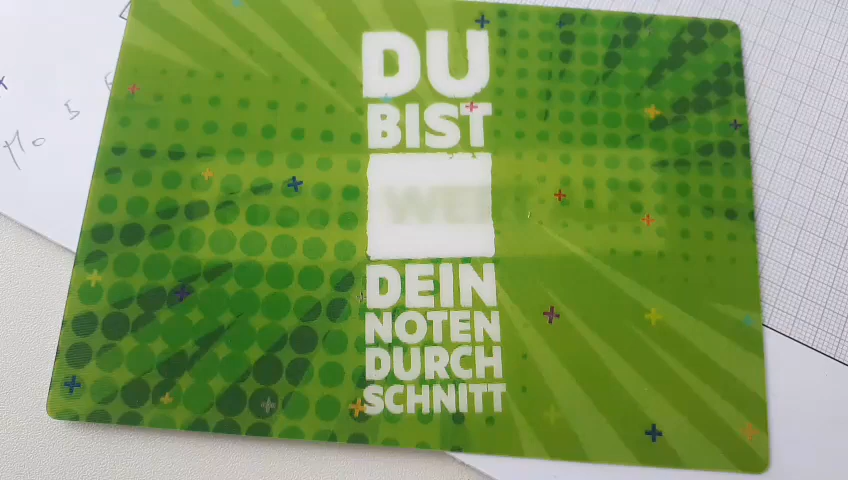 DU
BIST
DEIN
NOTEN
DURCH
SCHNITT